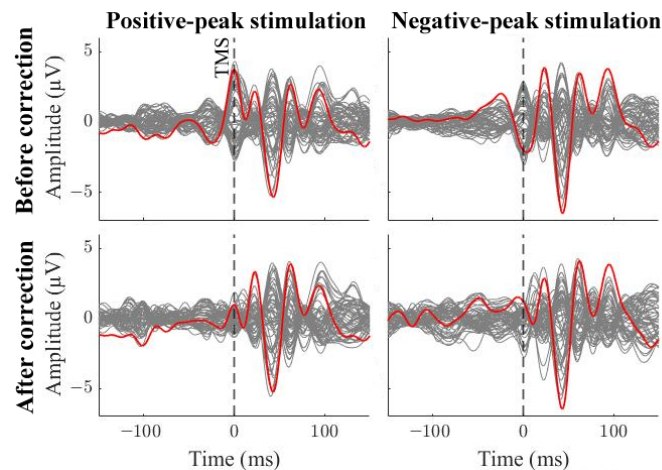 Positive-peak stimulation
Negative-peak stimulation
Before correction
Amplitude (μV)
5
0
−5
TMS
After correction
Amplitude (μV)
5
0
−5
−100
0
100
−100
0
100
Time (ms)
Time (ms)